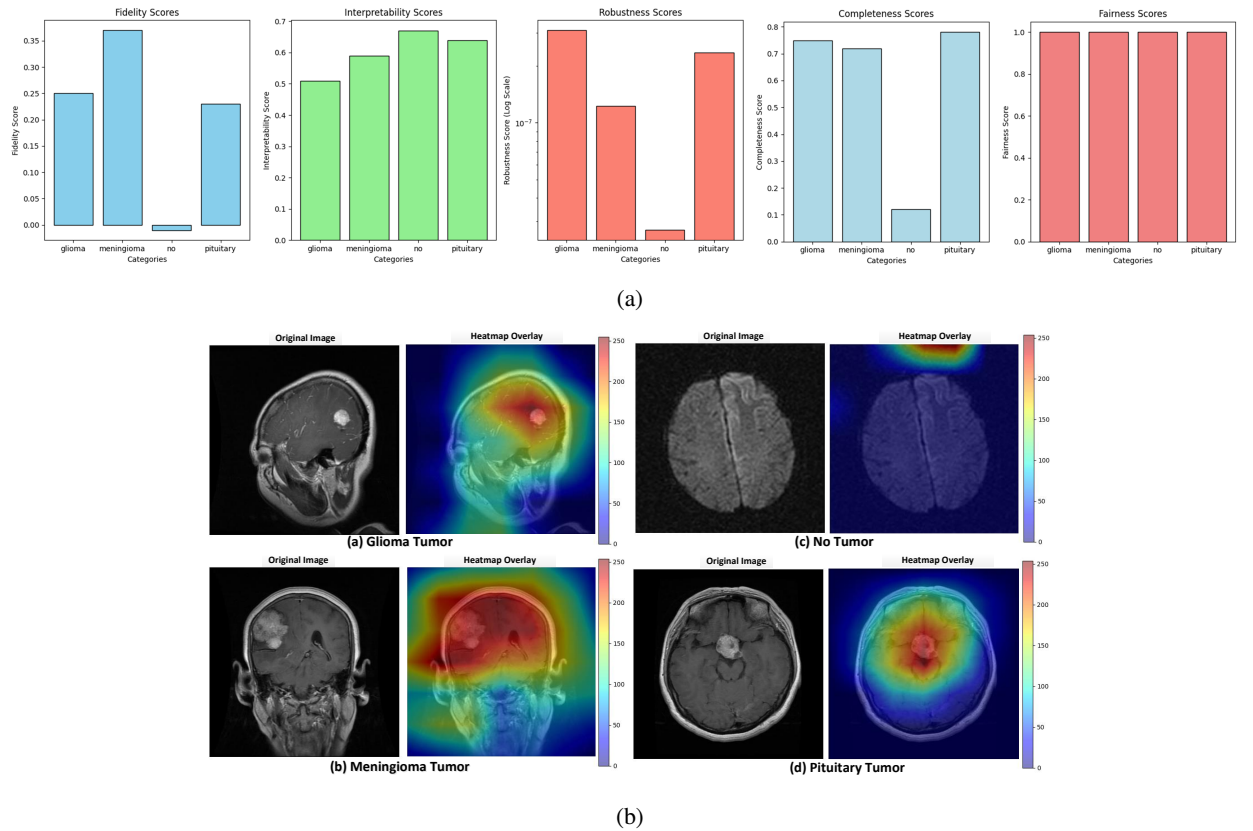 Fidelity Scores
Fidelity Score
0.35
0.30
0.25
0.20
0.15
0.10
0.05
0.00
glioma meningioma no pituitary
Categories
Interpretability Scores
Interpretability Score
0.7
0.6
0.5
0.4
0.3
0.2
0.1
0.0
glioma meningioma no pituitary
Categories
Robustness Scores
Robustness Score (Log Scale)
10⁻⁷
glioma meningioma no pituitary
Categories
Completeness Scores
Completeness Score
0.8
0.7
0.6
0.5
0.4
0.3
0.2
0.1
0.0
glioma meningioma no pituitary
Categories
Fairness Scores
Fairness Score
1.0
0.8
0.6
0.4
0.2
0.0
glioma meningioma no pituitary
Categories
(a)
Original Image Heatmap Overlay
250
200
150
100
50
0
(a) Glioma Tumor
Original Image Heatmap Overlay
250
200
150
100
50
0
(c) No Tumor
Original Image Heatmap Overlay
250
200
150
100
50
0
(b) Meningioma Tumor
Original Image Heatmap Overlay
250
200
150
100
50
0
(d) Pituitary Tumor
(b)